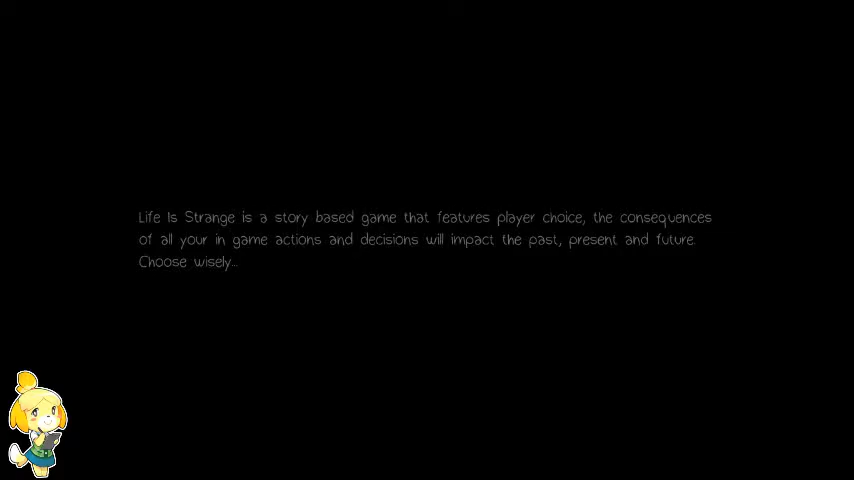 Life Is Strange is a story based game that features player choice, the consequences
of all your in game actions and decisions will impact the past, present and future.
Choose wisely...